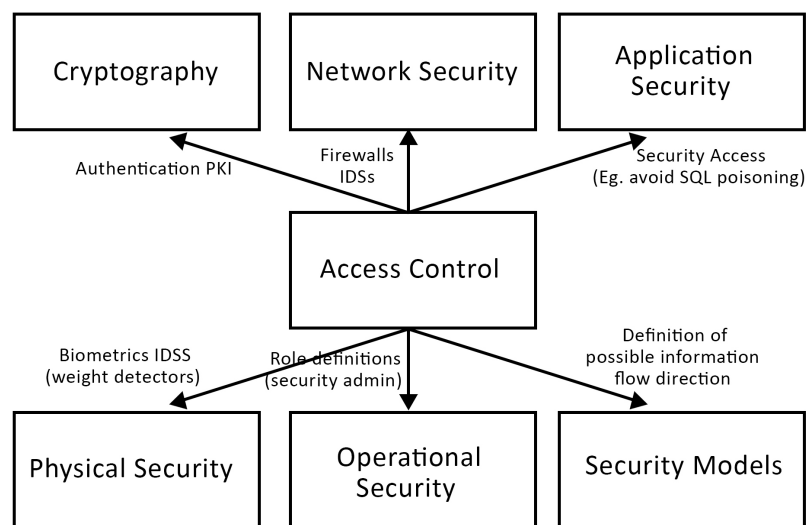 Cryptography
Network Security
Application
Security
Authentication PKI
Firewalls
IDSs
Security Access
(Eg. avoid SQL poisoning)
Access Control
Biometrics IDSS
(weight detectors)
Role definitions
(security admin)
Definition of
possible information
flow direction
Physical Security
Operational
Security
Security Models